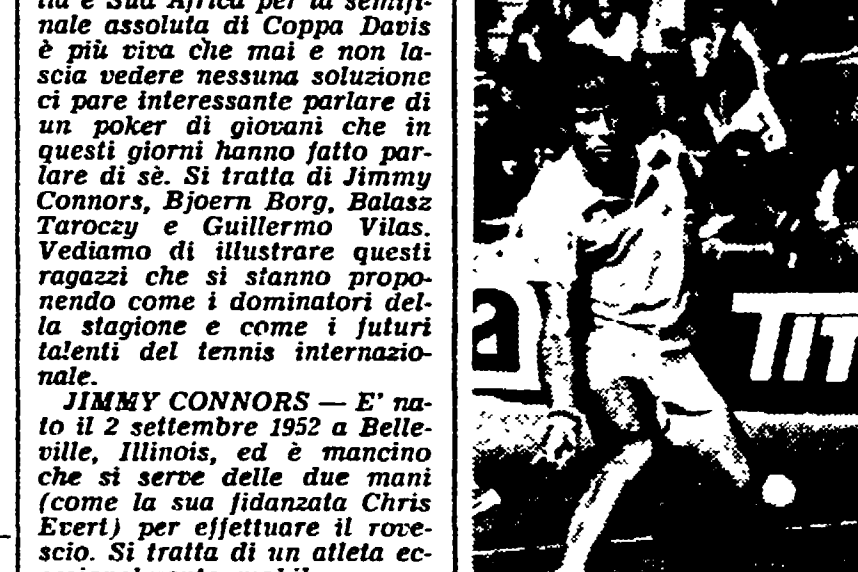 lia e Sud Africa per la semifi-
nale assoluta di Coppa Davis
è più viva che mai e non la-
scia vedere nessuna soluzione
ci pare interessante parlare di
un poker di giovani che in
questi giorni hanno fatto par-
lare di sè. Si tratta di Jimmy
Connors, Bjoern Borg, Balasz
Taroczy e Guillermo Vilas.
Vediamo di illustrare questi
ragazzi che si stanno propo-
nendo come i dominatori del-
la stagione e come i futuri
talenti del tennis internazio-
nale.
JIMMY CONNORS — E' na-
to il 2 settembre 1952 a Belle-
ville, Illinois, ed è mancino
che si serve delle due mani
(come la sua fidanzata Chris
Evert) per effettuare il rove-
scio. Si tratta di un atleta ec-
a
TIT